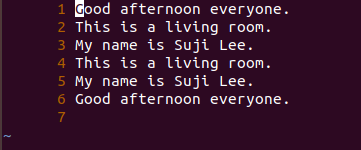 1 Good afternoon everyone.
2 This is a living room.
3 My name is Suji Lee.
4 This is a living room.
5 My name is Suji Lee.
6 Good afternoon everyone.
7
~